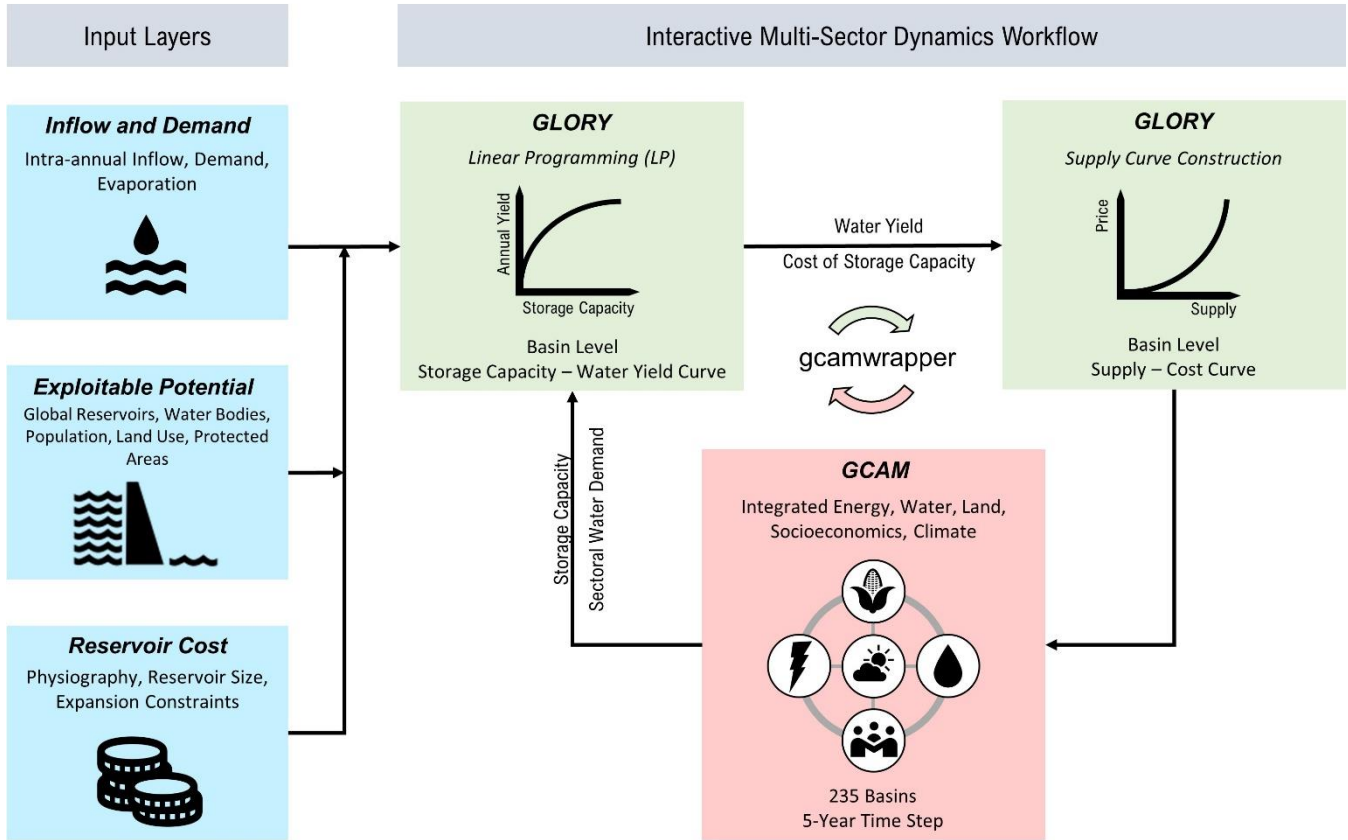 Input Layers
Interactive Multi-Sector Dynamics Workflow
Inflow and Demand
Intra-annual Inflow, Demand,
Evaporation
Exploitable Potential
Global Reservoirs, Water Bodies,
Population, Land Use, Protected
Areas
Reservoir Cost
Physiography, Reservoir Size,
Expansion Constraints
GLORY
Linear Programming (LP)
Annual Yield
Storage Capacity
Basin Level
Storage Capacity – Water Yield Curve
Water Yield
Cost of Storage Capacity
gcamwrapper
GLORY
Supply Curve Construction
Price
Supply
Basin Level
Supply – Cost Curve
Storage Capacity
Sectoral Water Demand
GCAM
Integrated Energy, Water, Land,
Socioeconomics, Climate
235 Basins
5-Year Time Step